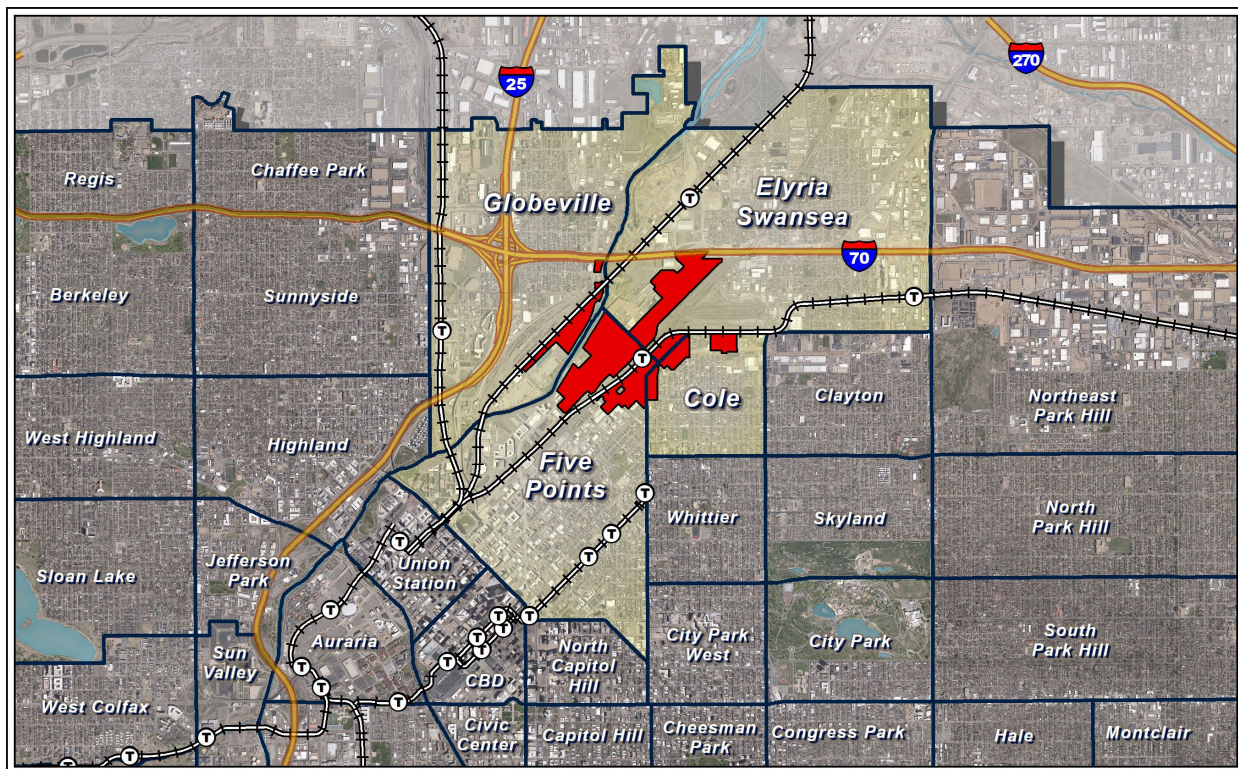 25
270
Regis
Chaffee Park
Globeville
Elyria
Swansea
70
Berkeley
Sunnyside
T
T
T
T
Cole
Clayton
Northeast
Park Hill
West Highland
Highland
Five
Points
T
Whittier
Skyland
North
Park Hill
T
T
T
Union
Station
Jefferson
Park
Sloan Lake
T
T
T
T
T
T
T
T
T
T
T
T
Auraria
Sun
Valley
CBD
North
Capitol
Hill
City Park
West
City Park
South
Park Hill
West Colfax
T
T
T
Civic
Center
Capitol Hill
Cheesman
Park
Congress Park
Hale
Montclair